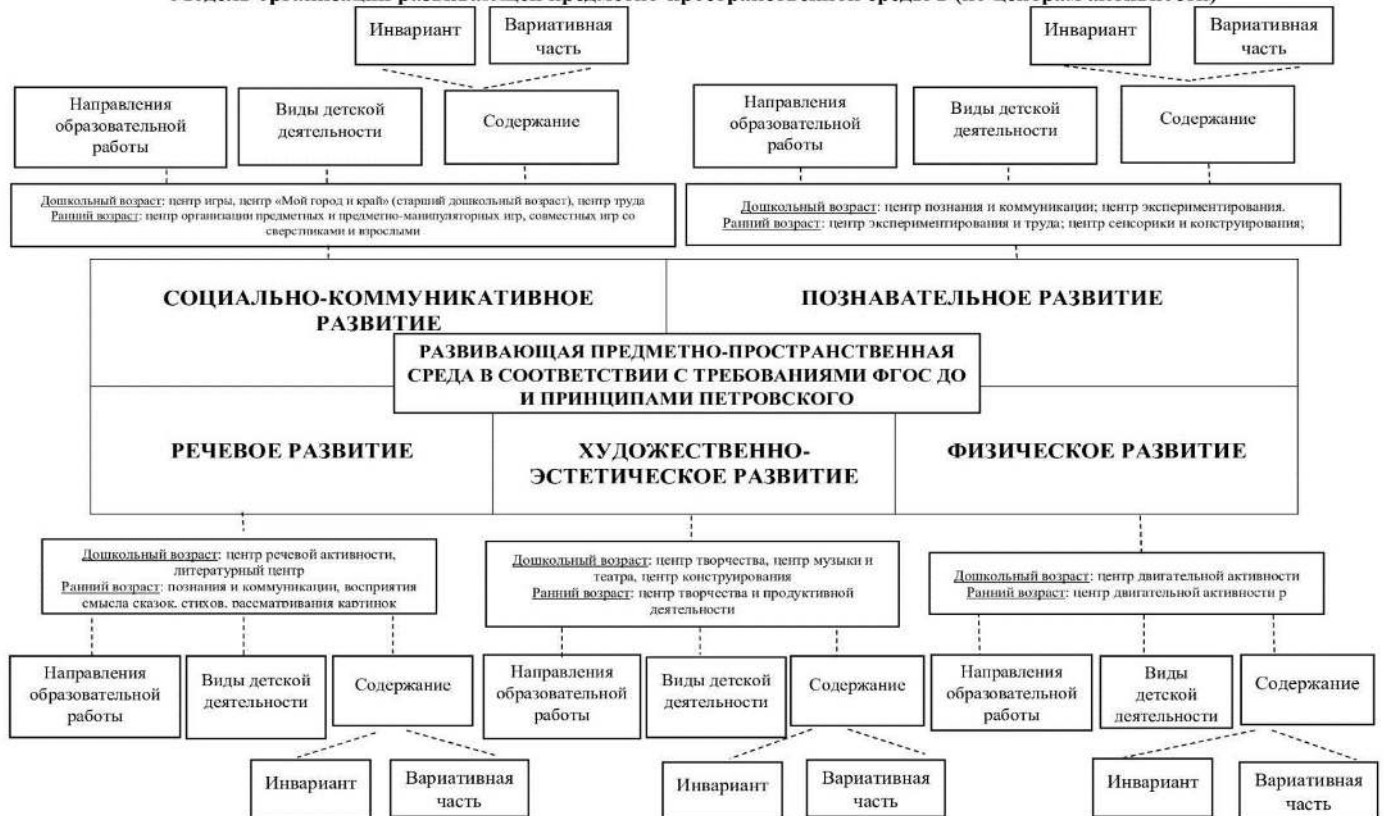 Инвариант
Вариативная
часть
Инвариант
Вариативная
часть
Направления
образовательной
работы
Виды детской
деятельности
Содержание
Направления
образовательной
работы
Виды детской
деятельности
Содержание
Дошкольный возраст: центр игры, центр «Мой город и край» (старший дошкольный возраст), центр труда
Ранний возраст: центр организации предметных и предметно-манипуляторных игр, совместных игр со
сверстниками и взрослыми
Дошкольный возраст: центр познания и коммуникации; центр экспериментирования.
Ранний возраст: центр экспериментирования и труда; центр сенсорики и конструирования;
СОЦИАЛЬНО-КОММУНИКАТИВНОЕ
РАЗВИТИЕ
ПОЗНАВАТЕЛЬНОЕ РАЗВИТИЕ
РАЗВИВАЮЩАЯ ПРЕДМЕТНО-ПРОСТРАНСТВЕННАЯ
СРЕДА В СООТВЕТСТВИИ С ТРЕБОВАНИЯМИ ФГОС ДО
И ПРИНЦИПАМИ ПЕТРОВСКОГО
РЕЧЕВОЕ РАЗВИТИЕ
ХУДОЖЕСТВЕННО-
ЭСТЕТИЧЕСКОЕ РАЗВИТИЕ
ФИЗИЧЕСКОЕ РАЗВИТИЕ
Дошкольный возраст: центр речевой активности,
литературный центр
Ранний возраст: познания и коммуникации, восприятия
смысла сказок, стихов, рассматривания картинок
Дошкольный возраст: центр творчества, центр музыки и
театра, центр конструирования
Ранний возраст: центр творчества и продуктивной
деятельности
Дошкольный возраст: центр двигательной активности
Ранний возраст: центр двигательной активности р
Направления
образовательной
работы
Виды детской
деятельности
Содержание
Направления
образовательной
работы
Виды детской
деятельности
Содержание
Направления
образовательной
работы
Виды
детской
деятельности
Содержание
Инвариант
Вариативная
часть
Инвариант
Вариативная
часть
Инвариант
Вариативная
часть